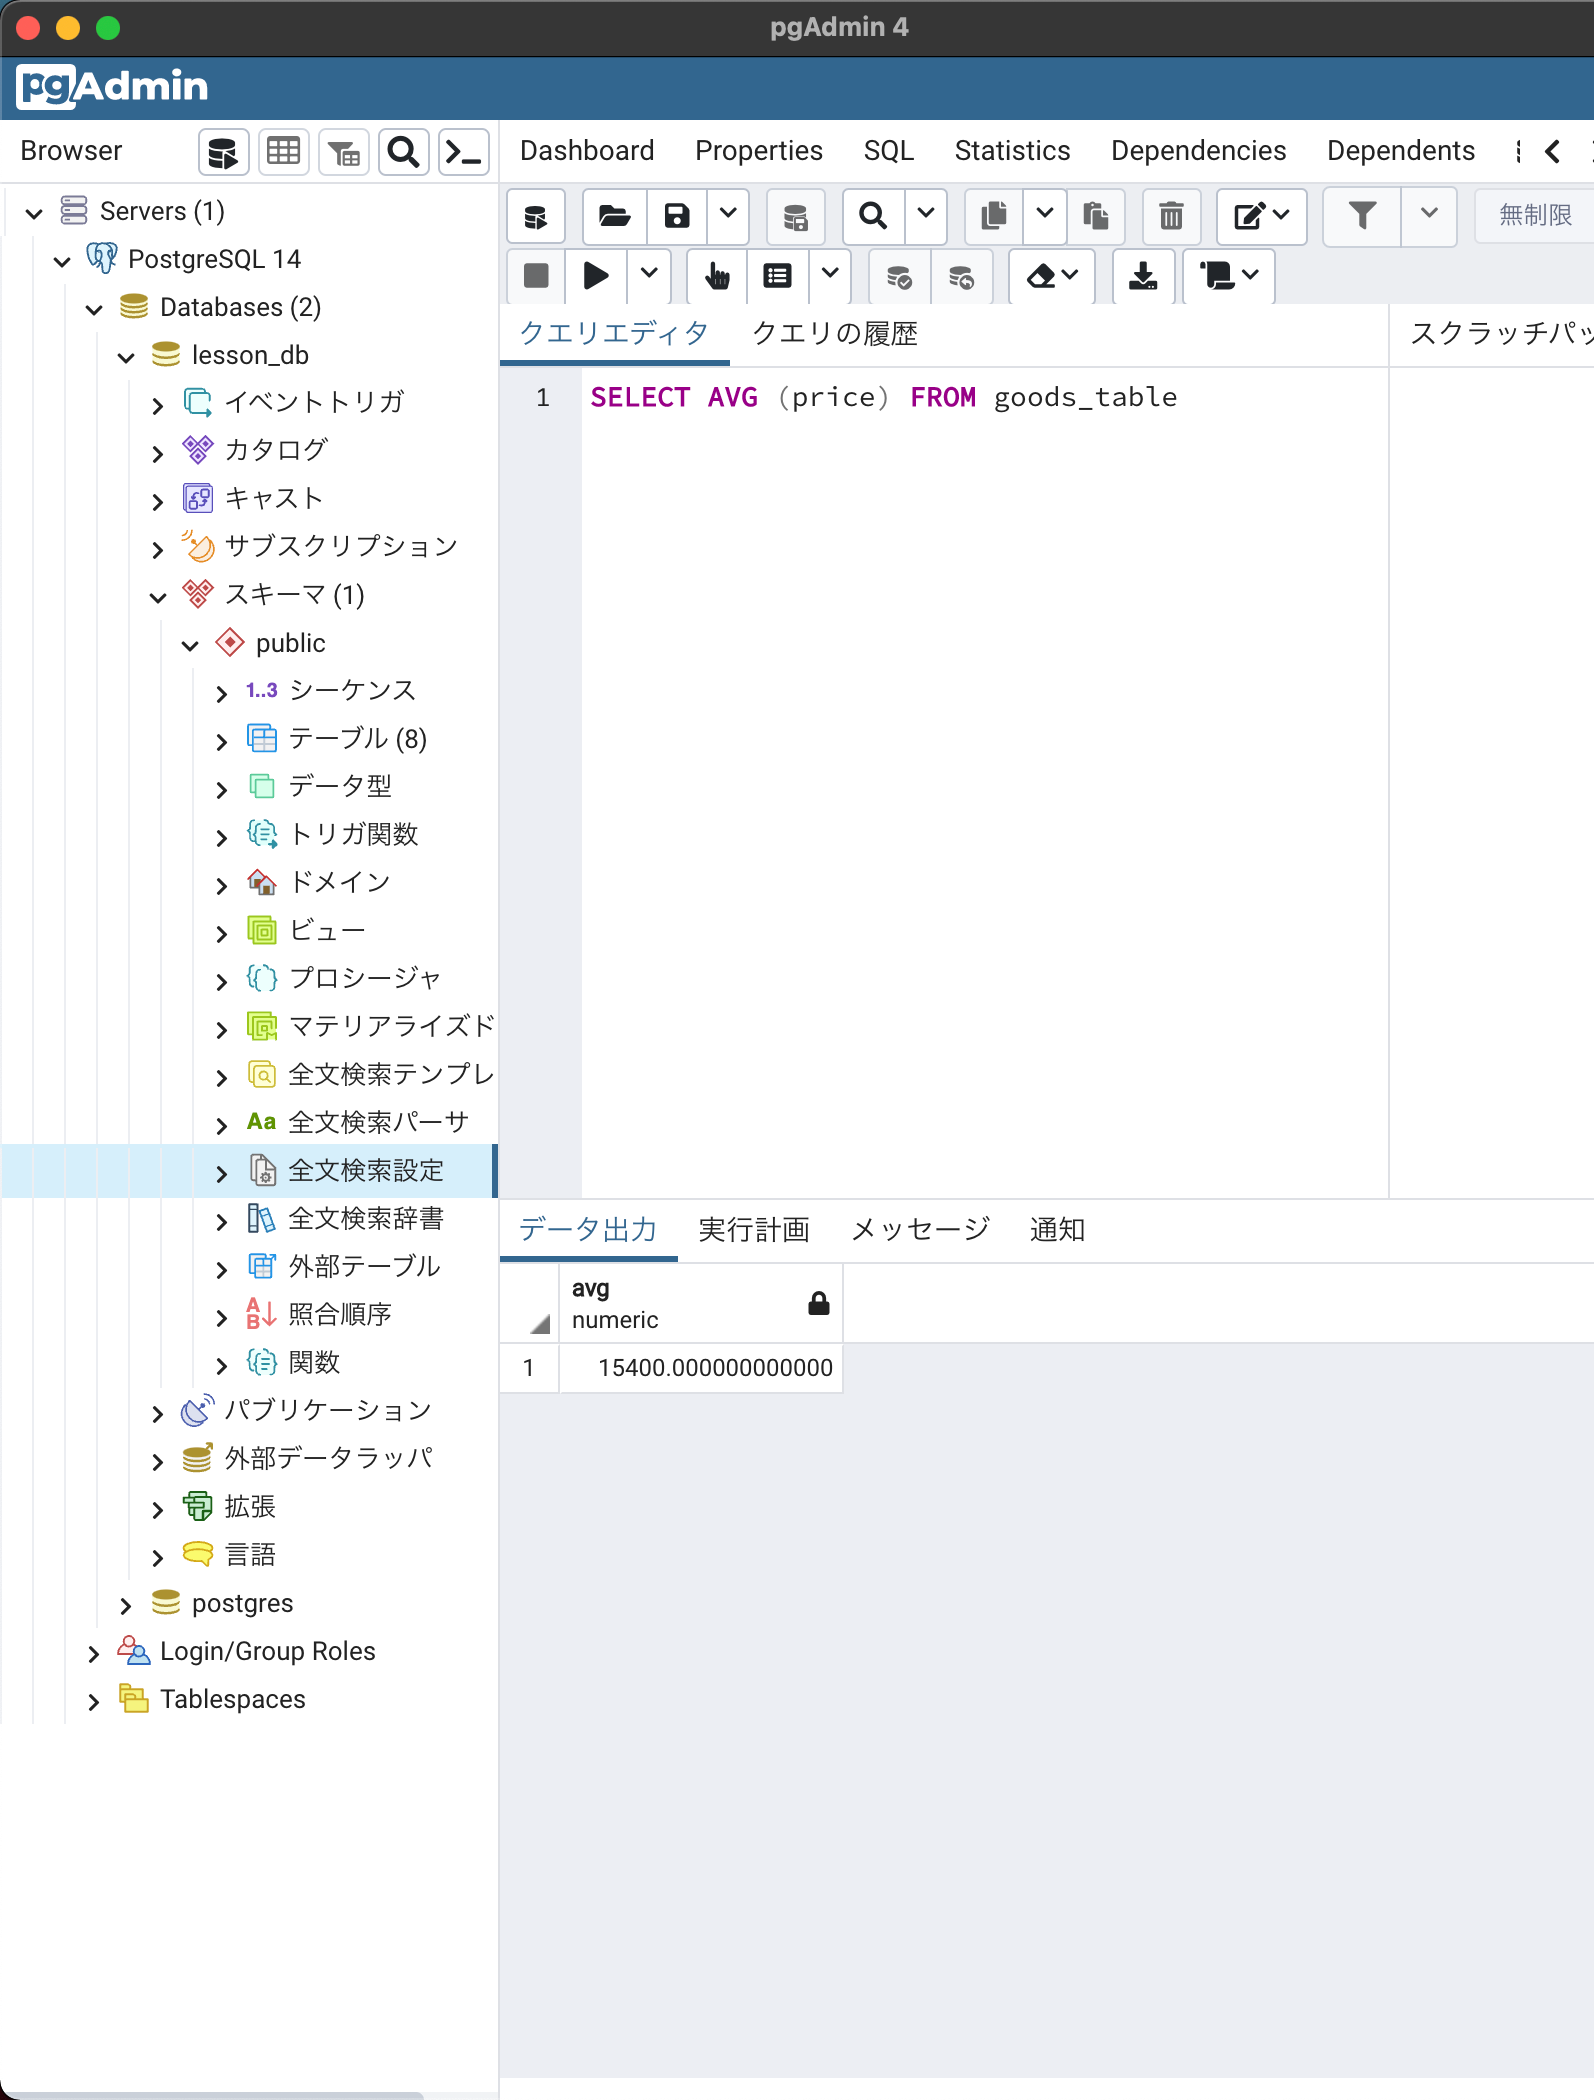 pgAdmin 4
pgAdmin
Browser
Dashboard Properties SQL Statistics Dependencies Dependents
Servers (1)
PostgreSQL 14
Databases (2)
lesson_db
イベントトリガ
カタログ
キャスト
サブスクリプション
スキーマ (1)
public
1..3 シーケンス
テーブル (8)
データ型
トリガ関数
ドメイン
ビュー
プロシージャ
マテリアライズド
全文検索テンプレ
Aa 全文検索パーサ
全文検索設定
全文検索辞書
外部テーブル
照合順序
関数
パブリケーション
外部データラッパ
拡張
言語
postgres
Login/Group Roles
Tablespaces
無制限
クエリエディタ クエリの履歴
スクラッチパッ
1 SELECT AVG (price) FROM goods_table
データ出力 実行計画 メッセージ 通知
avg
numeric
1 15400.000000000000